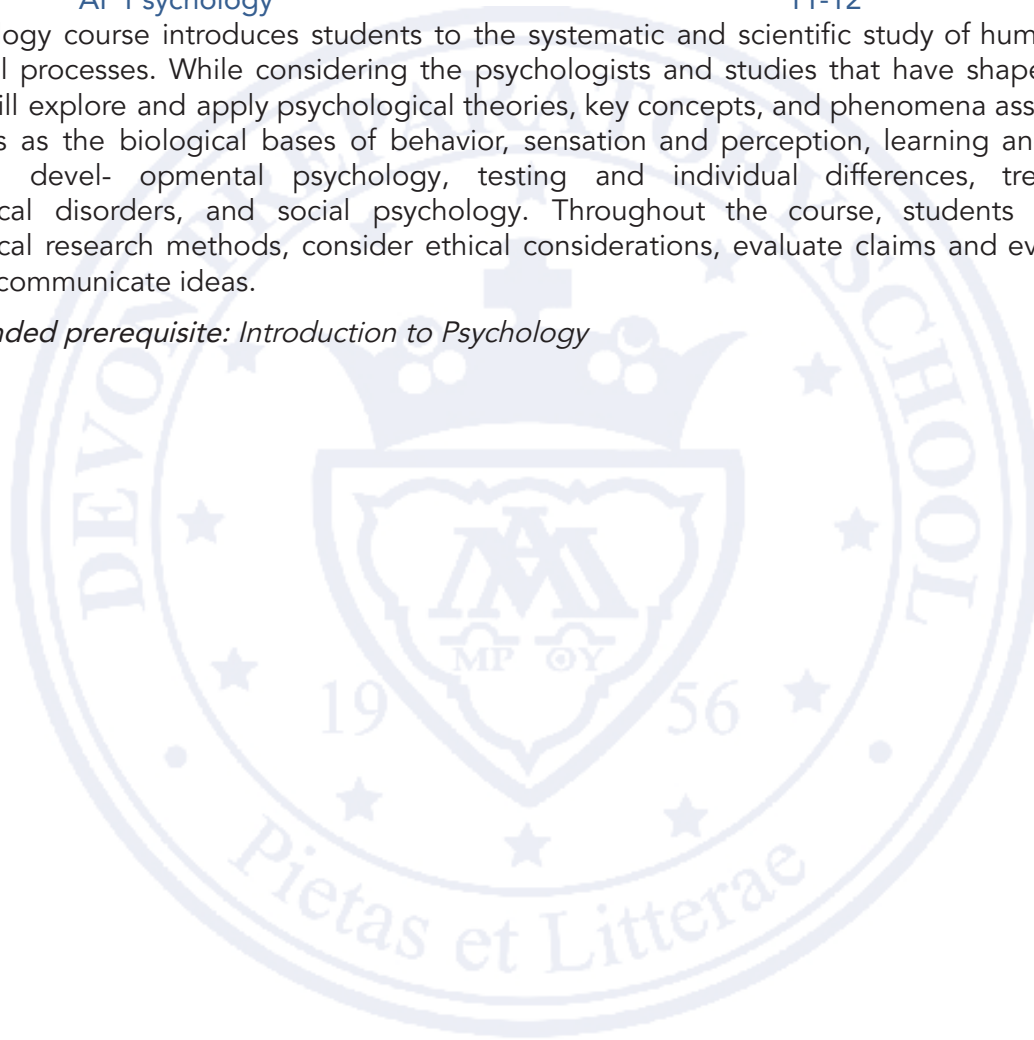 AP Psychology 11-12
ogy course introduces students to the systematic and scientific study of hum
l processes. While considering the psychologists and studies that have shape
ill explore and apply psychological theories, key concepts, and phenomena ass
s as the biological bases of behavior, sensation and perception, learning an
devel- opmental psychology, testing and individual differences, tre
cal disorders, and social psychology. Throughout the course, students
cal research methods, consider ethical considerations, evaluate claims and ev
communicate ideas.
nded prerequisite: Introduction to Psychology
DEVON PREPARATORY SCHOOL
MP ΘY
19 56
Pietas et Litterae